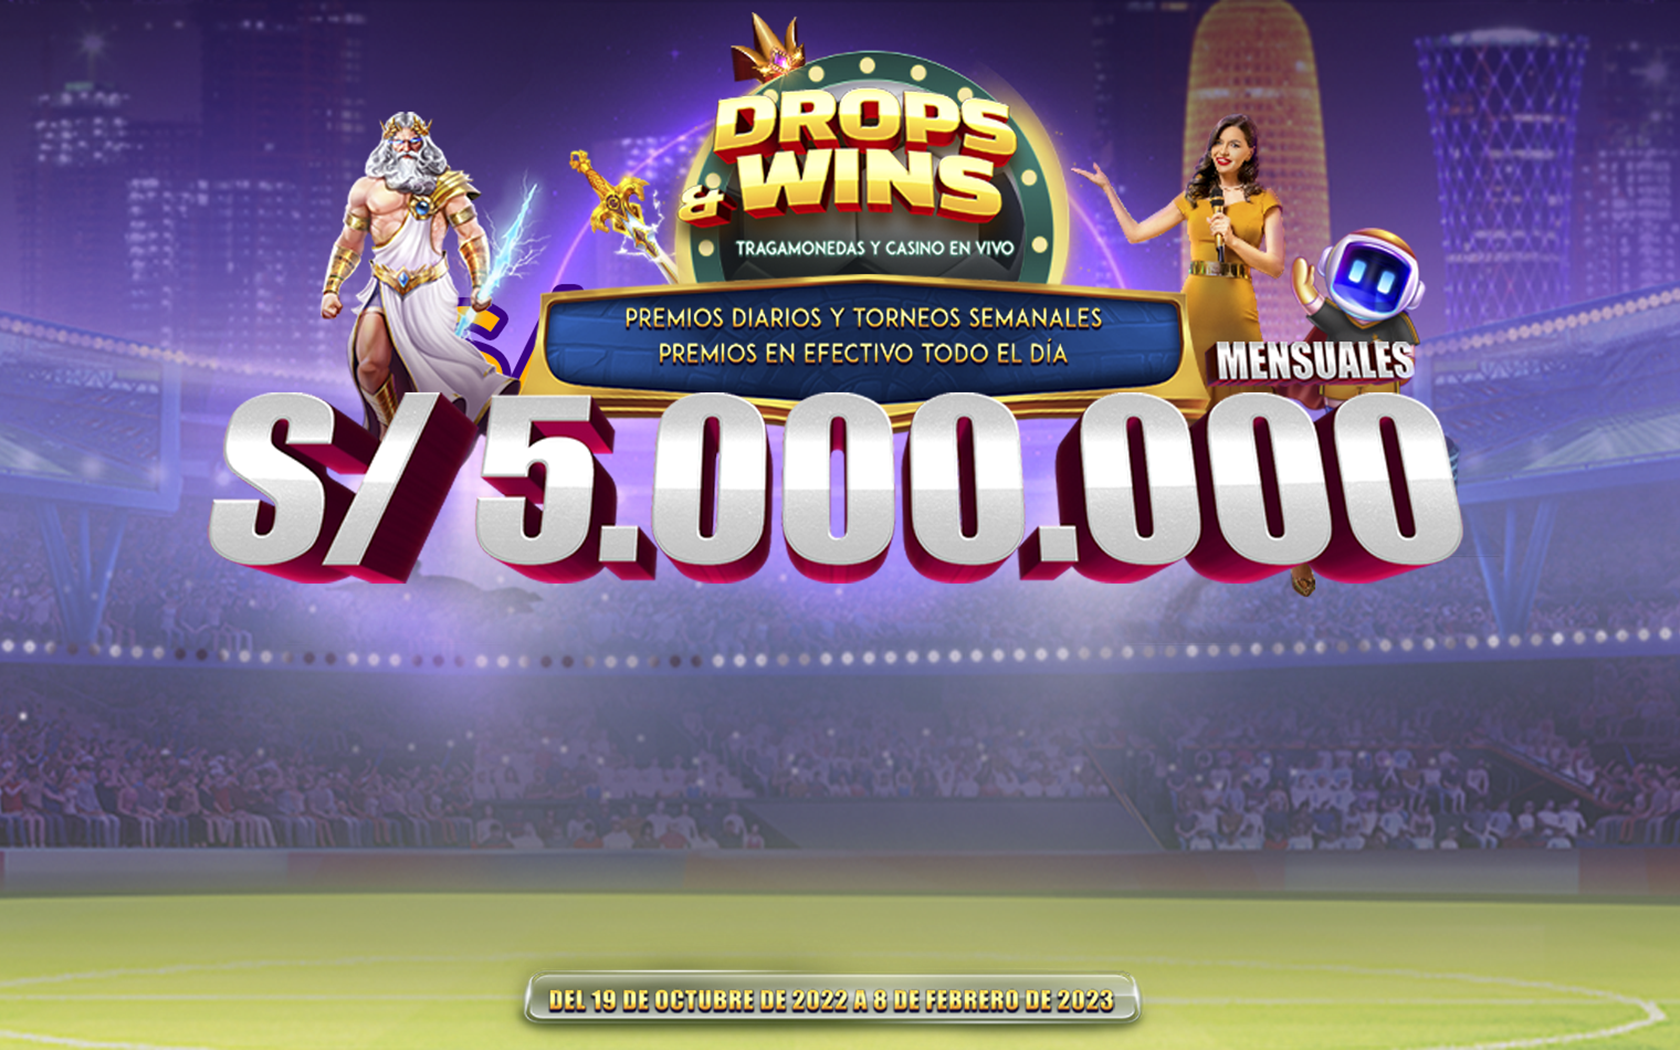 DROPS
& WINS
TRAGAMONEDAS Y CASINO EN VIVO
PREMIOS DIARIOS Y TORNEOS SEMANALES
PREMIOS EN EFECTIVO TODO EL DÍA
MENSUALES
S/ 5.000.000
DEL 19 DE OCTUBRE DE 2022 A 8 DE FEBRERO DE 2023